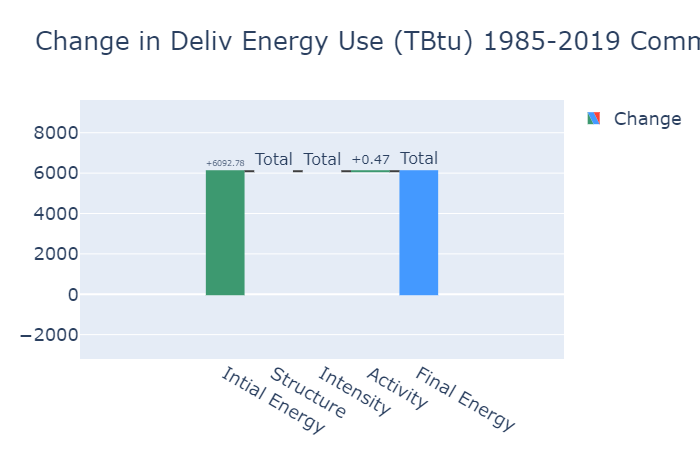 Change in Deliv Energy Use (TBtu) 1985-2019 Comm
Change
8000
6000
4000
2000
0
−2000
+6092.78
Total
Total
+0.47
Total
Intial Energy
Structure
Intensity
Activity
Final Energy